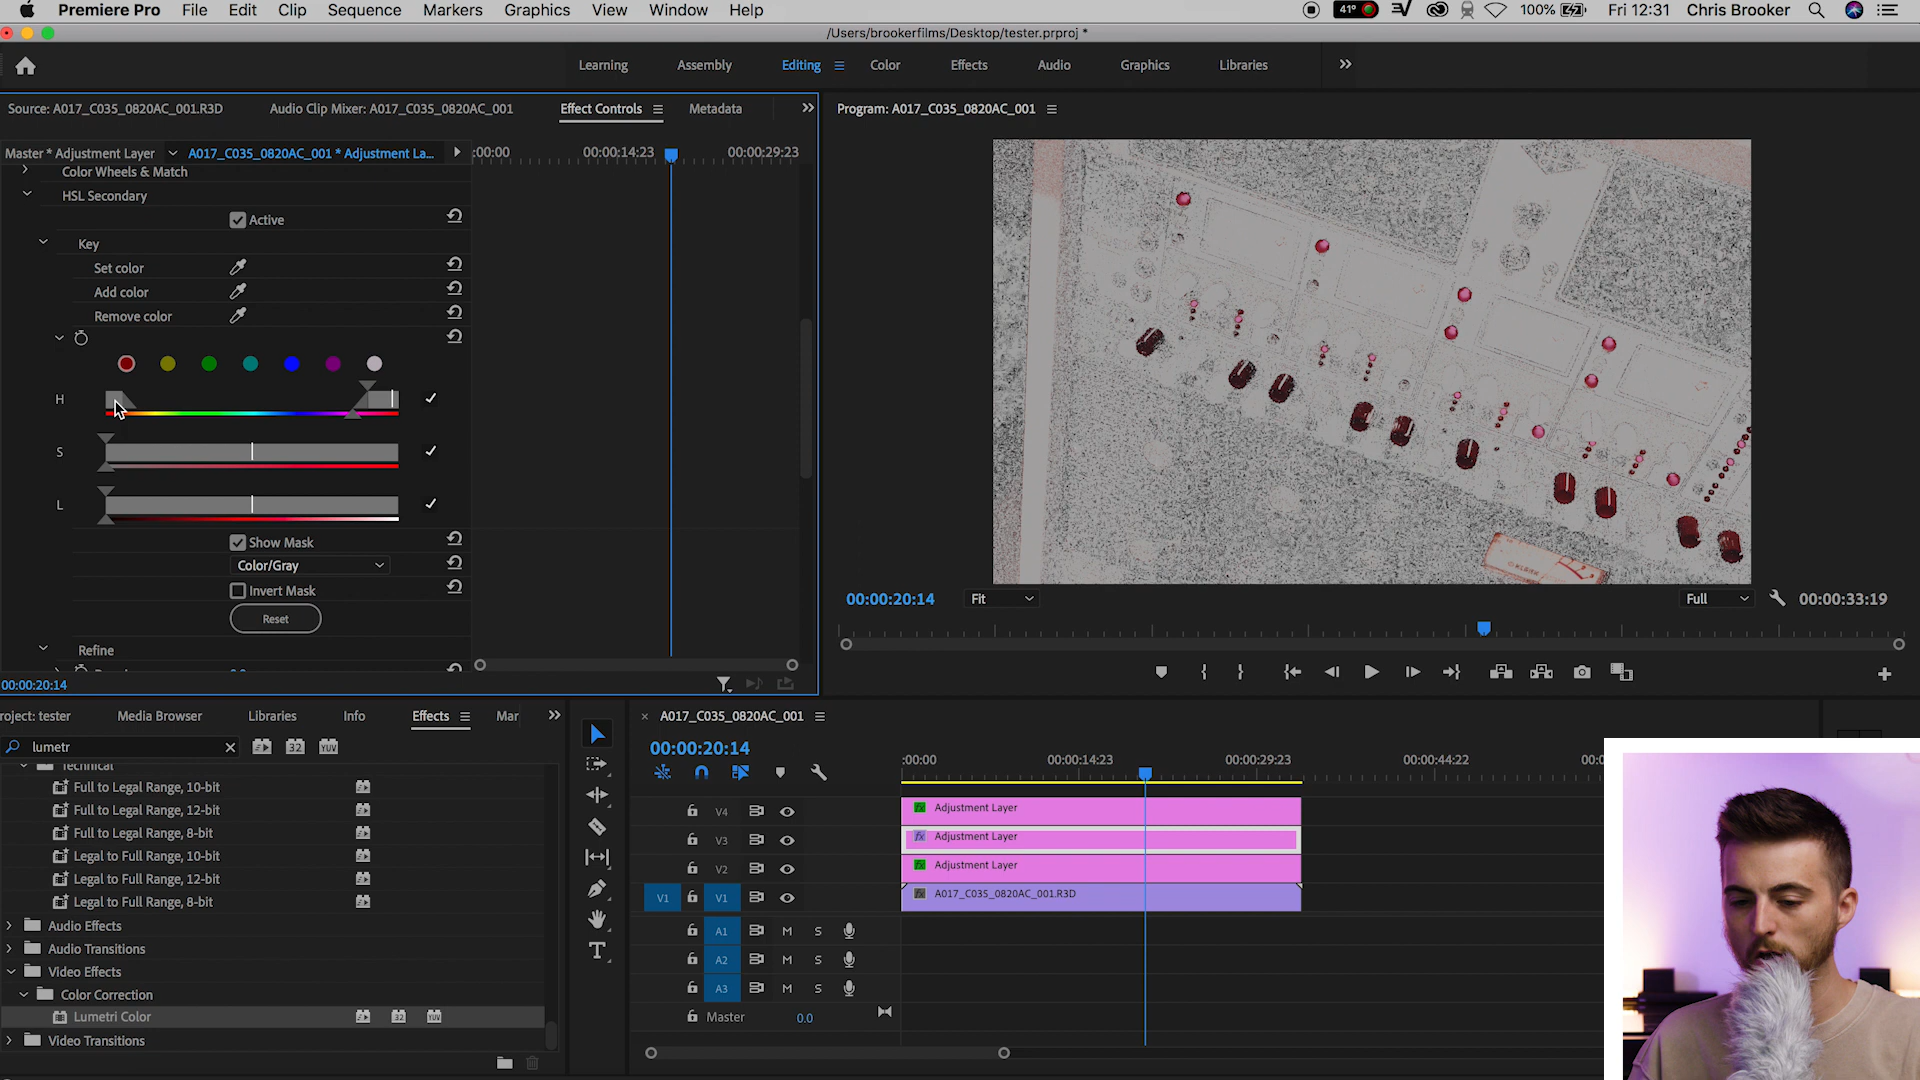 Premiere Pro File Edit Clip Sequence Markers Graphics View Window Help 41° 100% Fri 12:31 Chris Brooker
/Users/brookerfilms/Desktop/tester.prproj *
Learning Assembly Editing Color Effects Audio Graphics Libraries
Source: A017_C035_0820AC_001.R3D Audio Clip Mixer: A017_C035_0820AC_001 Effect Controls Metadata
Program: A017_C035_0820AC_001
Master * Adjustment Layer A017_C035_0820AC_001 * Adjustment La... :00:00 00:00:14:23 00:00:29:23
Color Wheels & Match
HSL Secondary
Active
Key
Set color
Add color
Remove color
H
S
L
Show Mask
Color/Gray
Invert Mask
Reset
Refine
00:00:20:14
00:00:20:14 Fit Full 00:00:33:19
roject: tester Media Browser Libraries Info Effects Mar
lumetr 32 YUV
Technical
Full to Legal Range, 10-bit
Full to Legal Range, 12-bit
Full to Legal Range, 8-bit
Legal to Full Range, 10-bit
Legal to Full Range, 12-bit
Legal to Full Range, 8-bit
Audio Effects
Audio Transitions
Video Effects
Color Correction
Lumetri Color
Video Transitions
A017_C035_0820AC_001
00:00:20:14
:00:00 00:00:14:23 00:00:29:23 00:00:44:22 00:0
V4 fx Adjustment Layer
V3 fx Adjustment Layer
V2 fx Adjustment Layer
V1 V1 fx A017_C035_0820AC_001.R3D
A1 M S
A2 M S
A3 M S
Master 0.0